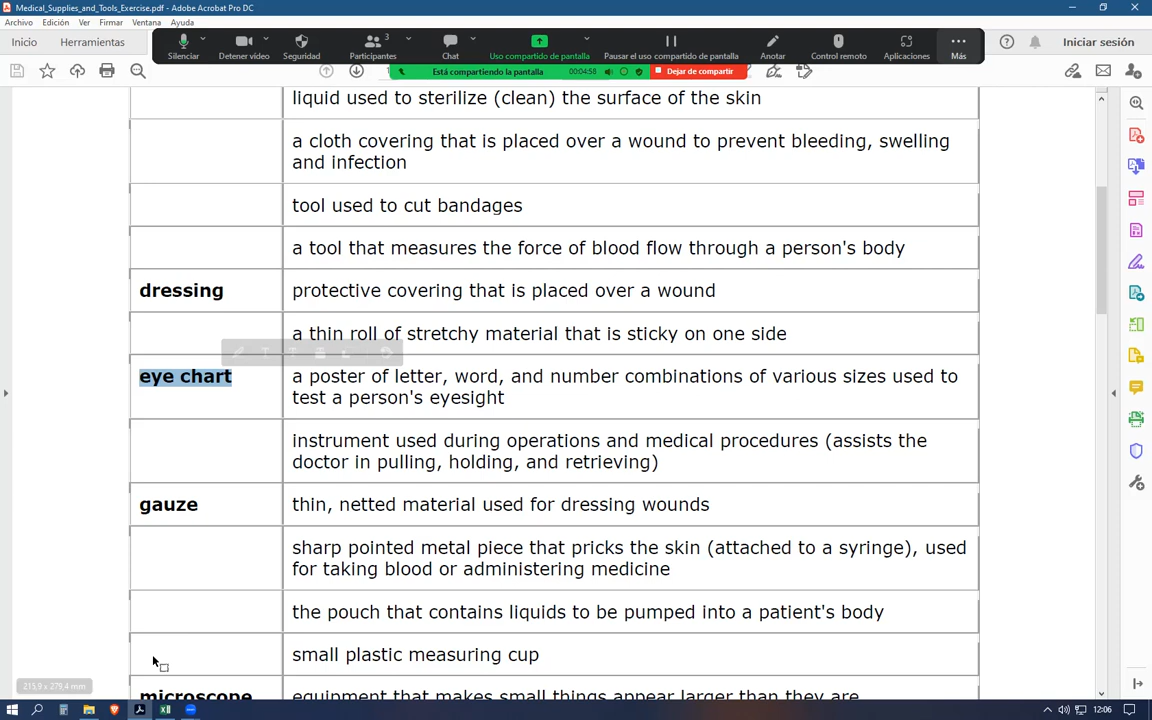 Medical_Supplies_and_Tools_Exercise.pdf - Adobe Acrobat Pro DC
Archivo Edición Ver Firmar Ventana Ayuda
Inicio Herramientas
Silenciar Detener video Seguridad Participantes 3 Chat Uso compartido de pantalla Pausar el uso compartido de pantalla Anotar Control remoto Aplicaciones Más
Iniciar sesión
Está compartiendo la pantalla 00:04:58 Dejar de compartir
liquid used to sterilize (clean) the surface of the skin
a cloth covering that is placed over a wound to prevent bleeding, swelling
and infection
tool used to cut bandages
a tool that measures the force of blood flow through a person's body
dressing protective covering that is placed over a wound
a thin roll of stretchy material that is sticky on one side
eye chart a poster of letter, word, and number combinations of various sizes used to
test a person's eyesight
instrument used during operations and medical procedures (assists the
doctor in pulling, holding, and retrieving)
gauze thin, netted material used for dressing wounds
sharp pointed metal piece that pricks the skin (attached to a syringe), used
for taking blood or administering medicine
the pouch that contains liquids to be pumped into a patient's body
small plastic measuring cup
microscope equipment that makes small things appear larger than they are
215,9 x 279,4 mm
12:06